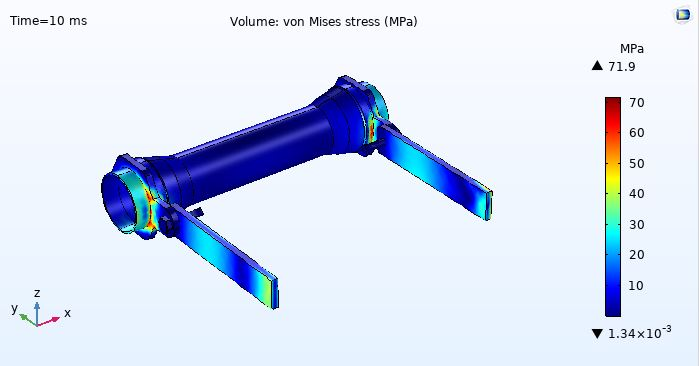 Time=10 ms
Volume: von Mises stress (MPa)
MPa
▲ 71.9
70
60
50
40
30
20
10
▼ 1.34×10⁻³
z
y
x